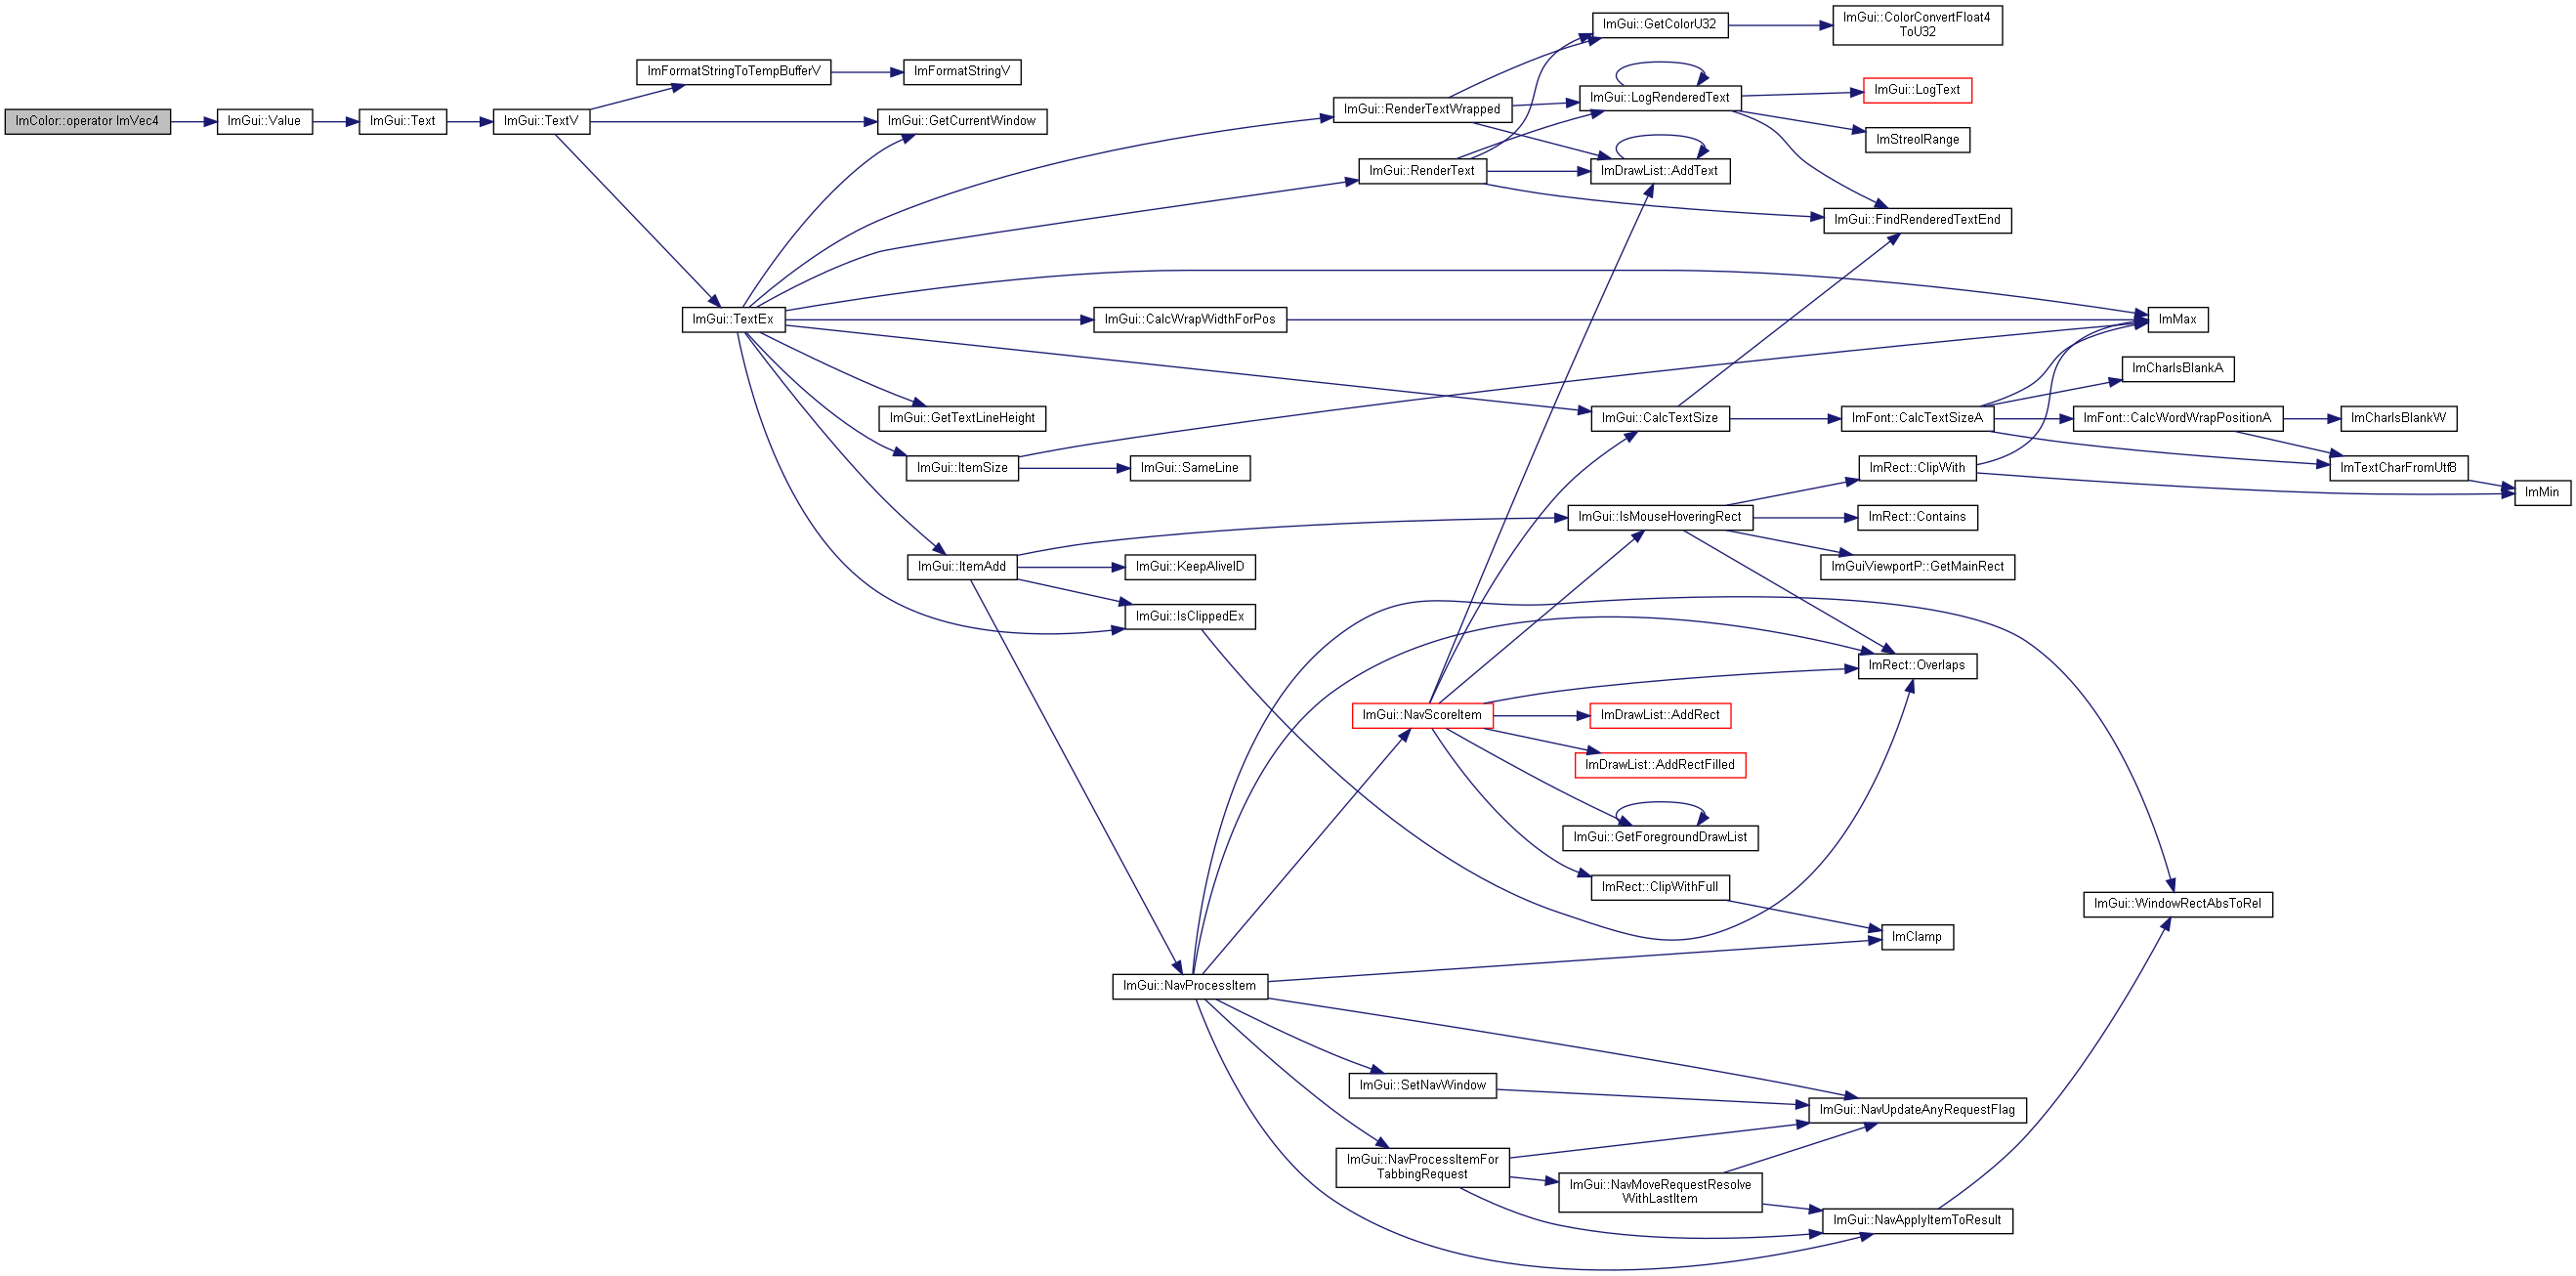 ImGui::GetColorU32
ImGui::ColorConvertFloat4
ToU32
ImFormatStringToTempBufferV
ImFormatStringV
ImGui::LogRenderedText
ImGui::LogText
ImGui::RenderTextWrapped
ImColor::operator ImVec4
ImGui::Value
ImGui::Text
ImGui::TextV
ImGui::GetCurrentWindow
ImStrolRange
ImGui::RenderText
ImDrawList::AddText
ImGui::FindRenderedTextEnd
ImGui::TextEx
ImGui::CalcWrapWidthForPos
ImMax
ImCharIsBlankA
ImGui::GetTextLineHeight
ImGui::CalcTextSize
ImFont::CalcTextSizeA
ImFont::CalcWordWrapPositionA
ImCharIsBlankW
ImGui::ItemSize
ImGui::SameLine
ImRect::ClipWith
ImTextCharFromUtf8
ImMin
ImGui::IsMouseHoveringRect
ImRect::Contains
ImGui::ItemAdd
ImGui::KeepAliveID
ImGuiViewportP::GetMainRect
ImGui::IsClippedEx
ImRect::Overlaps
ImGui::NavScoreItem
ImDrawList::AddRect
ImDrawList::AddRectFilled
ImGui::GetForegroundDrawList
ImRect::ClipWithFull
ImGui::WindowRectAbsToRel
ImClamp
ImGui::NavProcessItem
ImGui::SetNavWindow
ImGui::NavUpdateAnyRequestFlag
ImGui::NavProcessItemFor
TabbingRequest
ImGui::NavMoveRequestResolve
WithLastItem
ImGui::NavApplyItemToResult